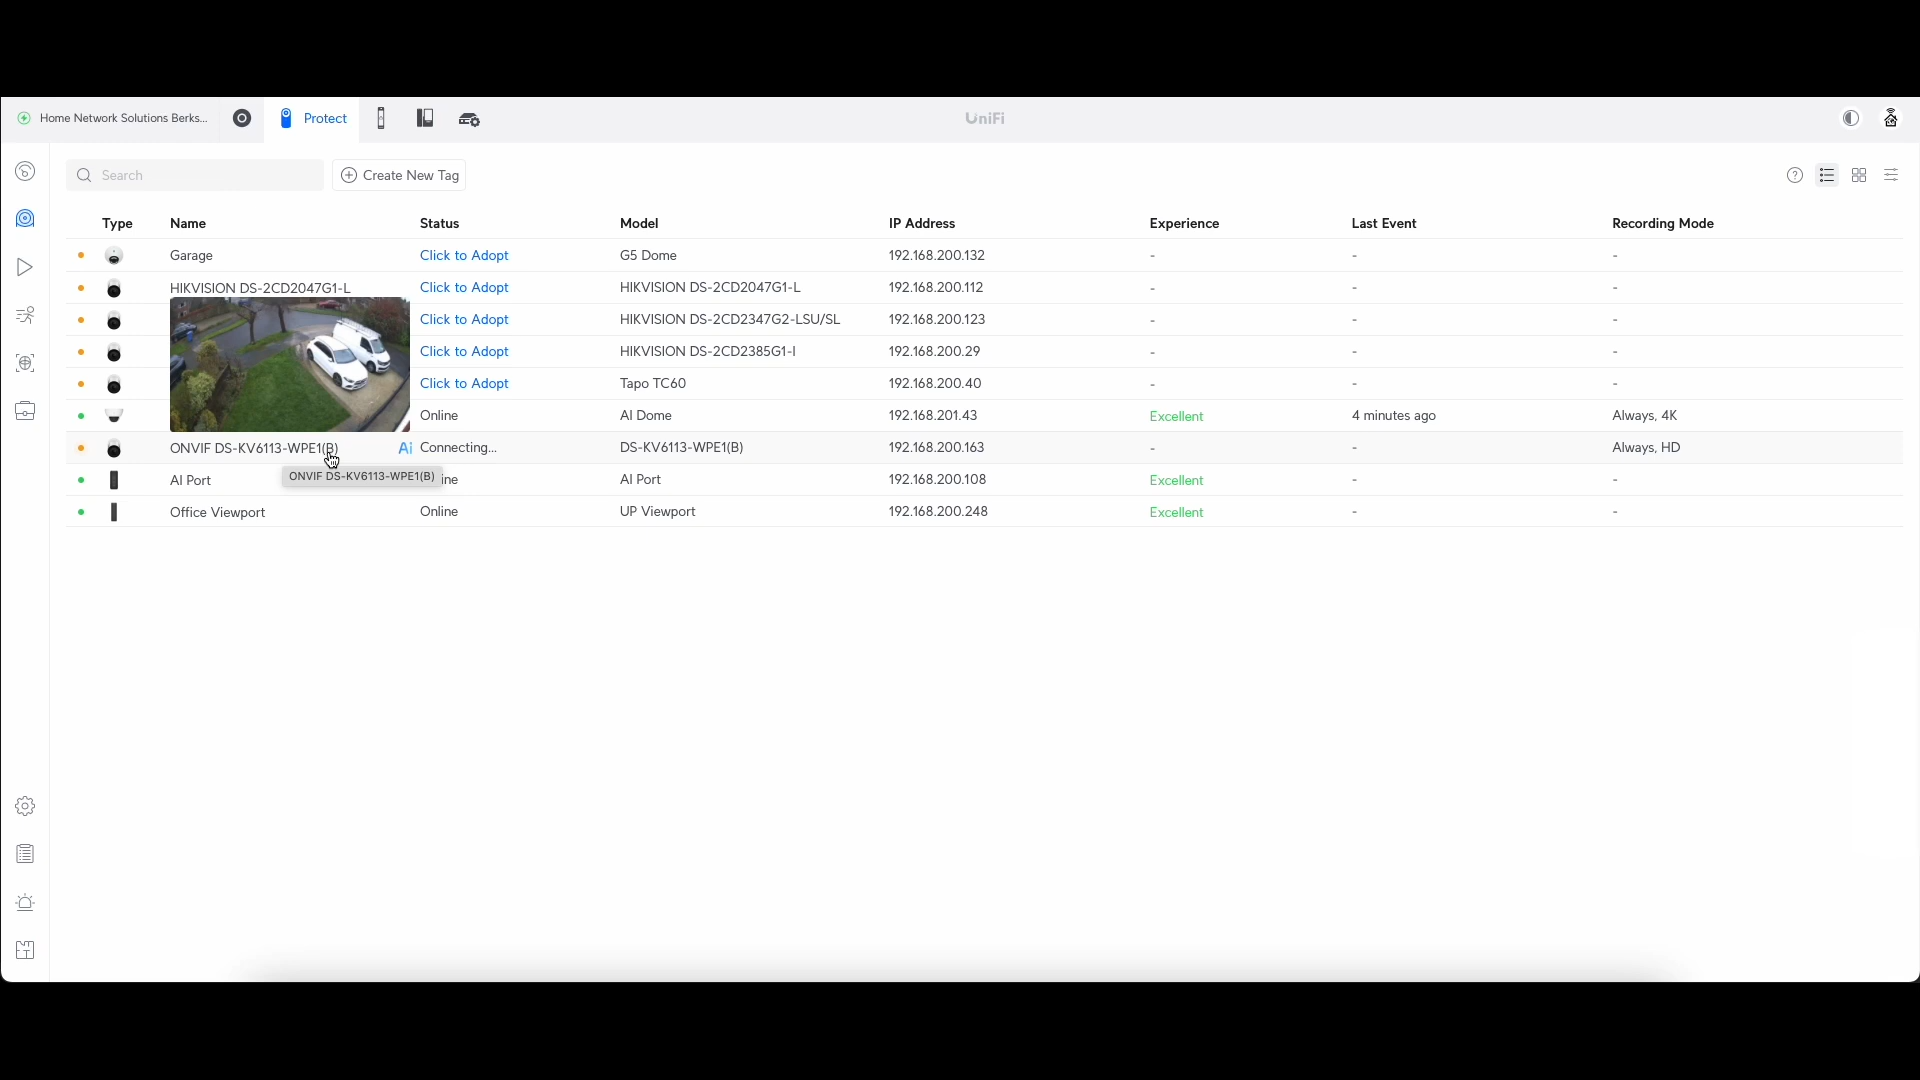 Home Network Solutions Berks... Protect UniFi
Search Create New Tag
Type Name Status Model IP Address Experience Last Event Recording Mode
Garage Click to Adopt G5 Dome 192.168.200.132 - - -
HIKVISION DS-2CD2047G1-L Click to Adopt HIKVISION DS-2CD2047G1-L 192.168.200.112 - - -
Click to Adopt HIKVISION DS-2CD2347G2-LSU/SL 192.168.200.123 - - -
Click to Adopt HIKVISION DS-2CD2385G1-I 192.168.200.29 - - -
Click to Adopt Tapo TC60 192.168.200.40 - - -
Online AI Dome 192.168.201.43 Excellent 4 minutes ago Always, 4K
ONVIF DS-KV6113-WPE1(B) Ai Connecting... DS-KV6113-WPE1(B) 192.168.200.163 - - Always, HD
AI Port ine AI Port 192.168.200.108 Excellent - -
ONVIF DS-KV6113-WPE1(B)
Office Viewport Online UP Viewport 192.168.200.248 Excellent - -